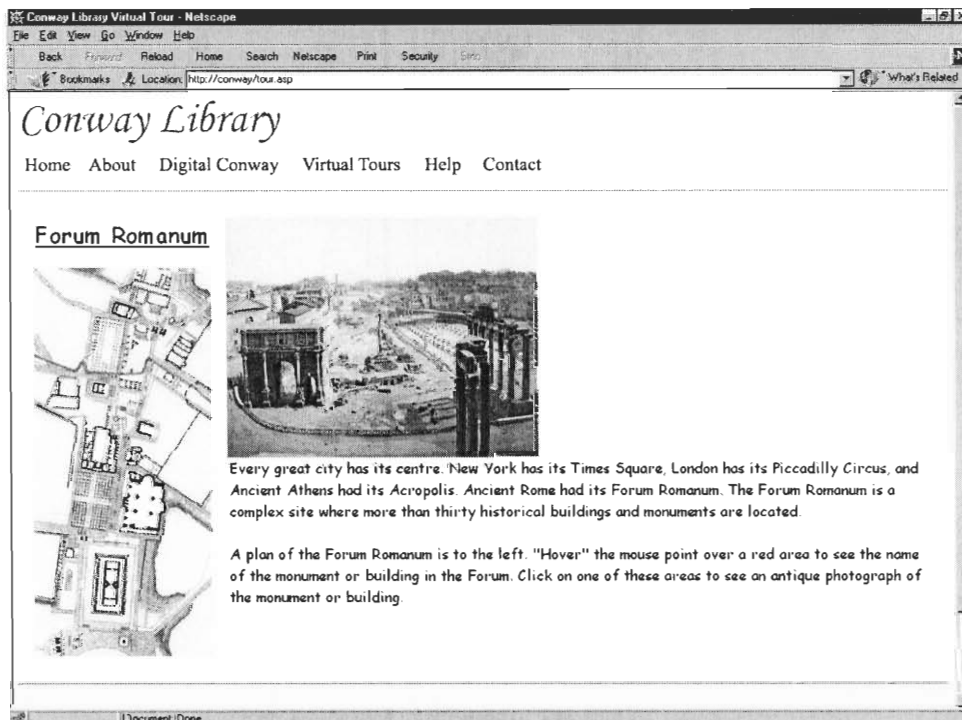 Conway Library Virtual Tour - Netscape
File Edit View Go Window Help
Back Forward Reload Home Search Netscape Print Security Stop
Bookmarks Location: http://conway/tour.asp What's Related
Conway Library
Home About Digital Conway Virtual Tours Help Contact
Forum Romanum
Every great city has its centre. New York has its Times Square, London has its Piccadilly Circus, and
Ancient Athens had its Acropolis. Ancient Rome had its Forum Romanum. The Forum Romanum is a
complex site where more than thirty historical buildings and monuments are located.
A plan of the Forum Romanum is to the left. "Hover" the mouse point over a red area to see the name
of the monument or building in the Forum. Click on one of these areas to see an antique photograph of
the monument or building.
Document: Done